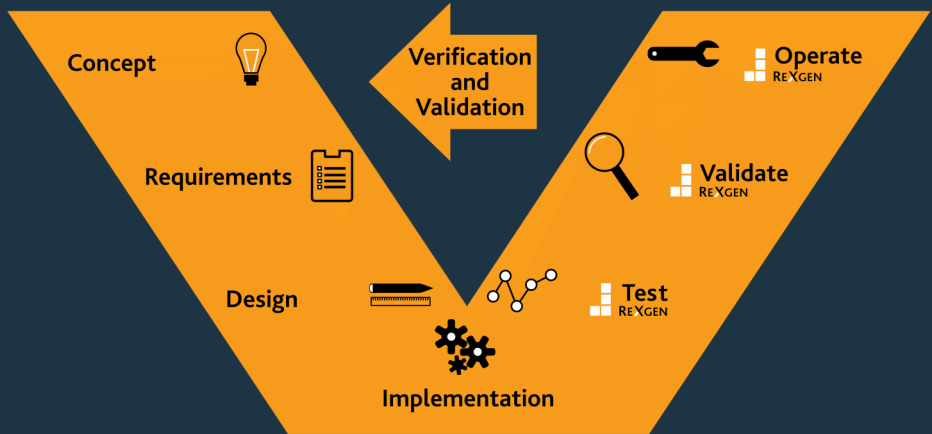 Concept
Verification
and
Validation
Operate
REXGEN
Requirements
Validate
REXGEN
Design
Test
REXGEN
Implementation